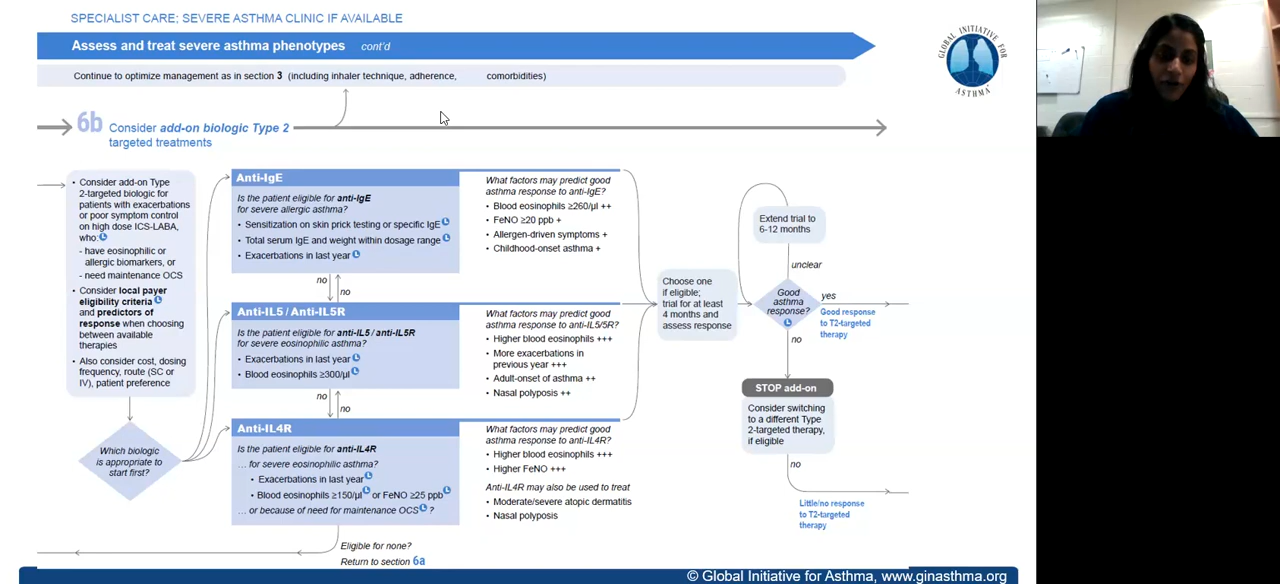 SPECIALIST CARE; SEVERE ASTHMA CLINIC IF AVAILABLE
Assess and treat severe asthma phenotypes cont'd
Continue to optimize management as in section 3 (including inhaler technique, adherence, comorbidities)
GLOBAL INITIATIVE FOR
ASTHMA
6b Consider add-on biologic Type 2
targeted treatments
• Consider add-on Type
2-targeted biologic for
patients with exacerbations
or poor symptom control
on high dose ICS-LABA,
who:
- have eosinophilic or
allergic biomarkers, or
- need maintenance OCS
• Consider local payer
eligibility criteria
and predictors of
response when choosing
between available
therapies
• Also consider cost, dosing
frequency, route (SC or
IV), patient preference
Which biologic
is appropriate to
start first?
Anti-IgE
Is the patient eligible for anti-IgE
for severe allergic asthma?
• Sensitization on skin prick testing or specific IgE
• Total serum IgE and weight within dosage range
• Exacerbations in last year
What factors may predict good
asthma response to anti-IgE?
• Blood eosinophils ≥260/µl ++
• FeNO ≥20 ppb +
• Allergen-driven symptoms +
• Childhood-onset asthma +
no
no
Anti-IL5 / Anti-IL5R
Is the patient eligible for anti-IL5 / anti-IL5R
for severe eosinophilic asthma?
• Exacerbations in last year
• Blood eosinophils ≥300/µl
What factors may predict good
asthma response to anti-IL5/5R?
• Higher blood eosinophils +++
• More exacerbations in
previous year +++
• Adult-onset of asthma ++
• Nasal polyposis ++
no
no
Anti-IL4R
Is the patient eligible for anti-IL4R
... for severe eosinophilic asthma?
• Exacerbations in last year
• Blood eosinophils ≥150/µl or FeNO ≥25 ppb
... or because of need for maintenance OCS ?
What factors may predict good
asthma response to anti-IL4R?
• Higher blood eosinophils +++
• Higher FeNO +++
Anti-IL4R may also be used to treat
• Moderate/severe atopic dermatitis
• Nasal polyposis
Eligible for none?
Return to section 6a
Choose one
if eligible;
trial for at least
4 months and
assess response
Extend trial to
6-12 months
unclear
Good
asthma
response?
yes
Good response
to T2-targeted
therapy
no
STOP add-on
Consider switching
to a different Type
2-targeted therapy,
if eligible
no
Little/no response
to T2-targeted
therapy
© Global Initiative for Asthma, www.ginasthma.org